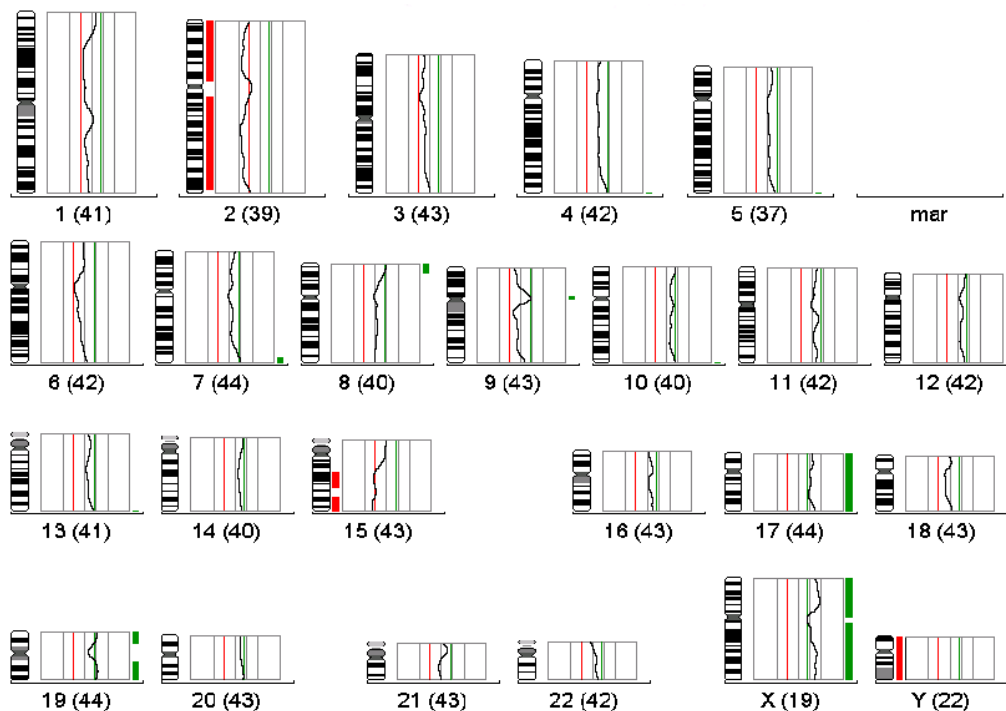 1 (41) 2 (39) 3 (43) 4 (42) 5 (37) mar
6 (42) 7 (44) 8 (40) 9 (43) 10 (40) 11 (42) 12 (42)
13 (41) 14 (40) 15 (43) 16 (43) 17 (44) 18 (43)
19 (44) 20 (43) 21 (43) 22 (42) X (19) Y (22)